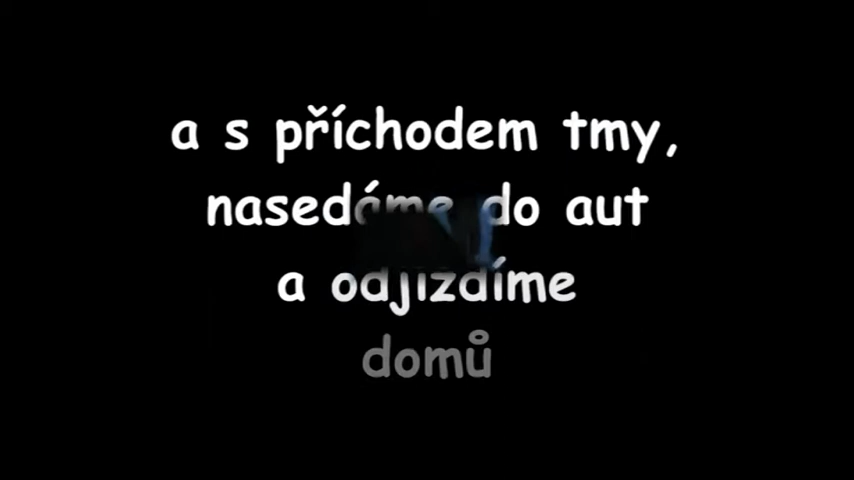 a s příchodem tmy,
nasedáme do aut
a odjíždíme
domů